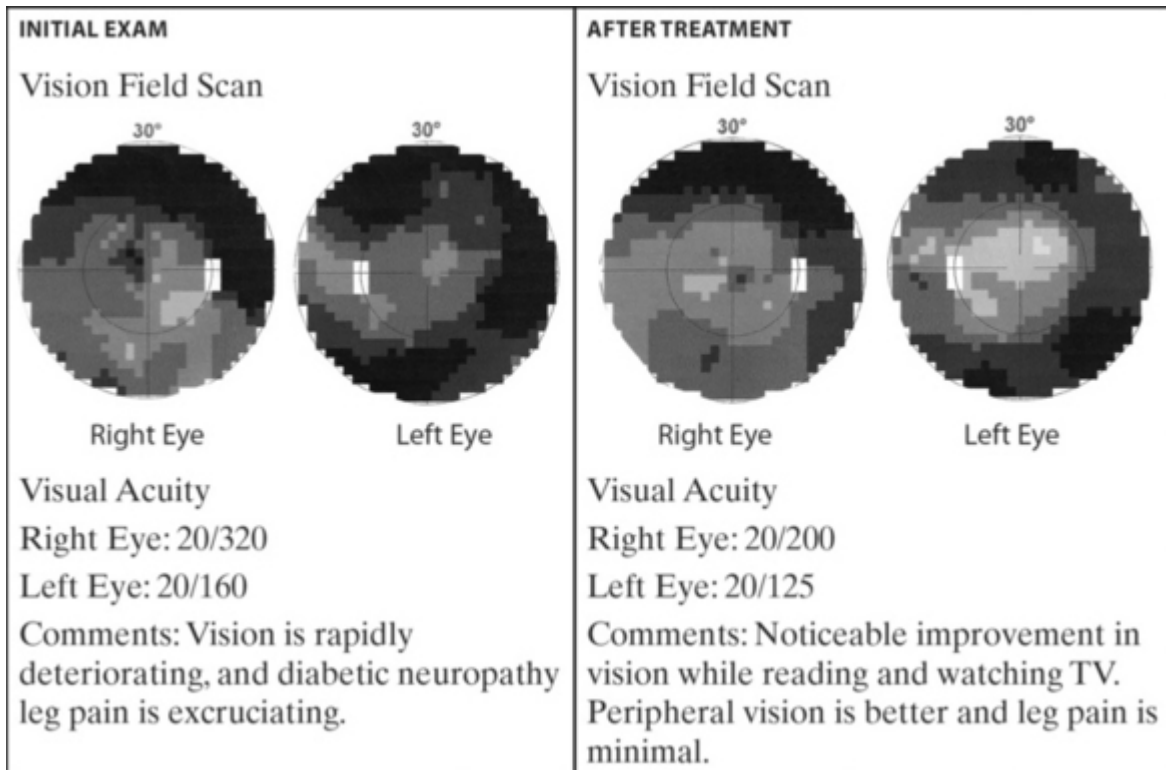 INITIAL EXAM
Vision Field Scan
30°
30°
Right Eye
Left Eye
Visual Acuity
Right Eye: 20/320
Left Eye: 20/160
Comments: Vision is rapidly
deteriorating, and diabetic neuropathy
leg pain is excruciating.
AFTER TREATMENT
Vision Field Scan
30°
30°
Right Eye
Left Eye
Visual Acuity
Right Eye: 20/200
Left Eye: 20/125
Comments: Noticeable improvement in
vision while reading and watching TV.
Peripheral vision is better and leg pain is
minimal.